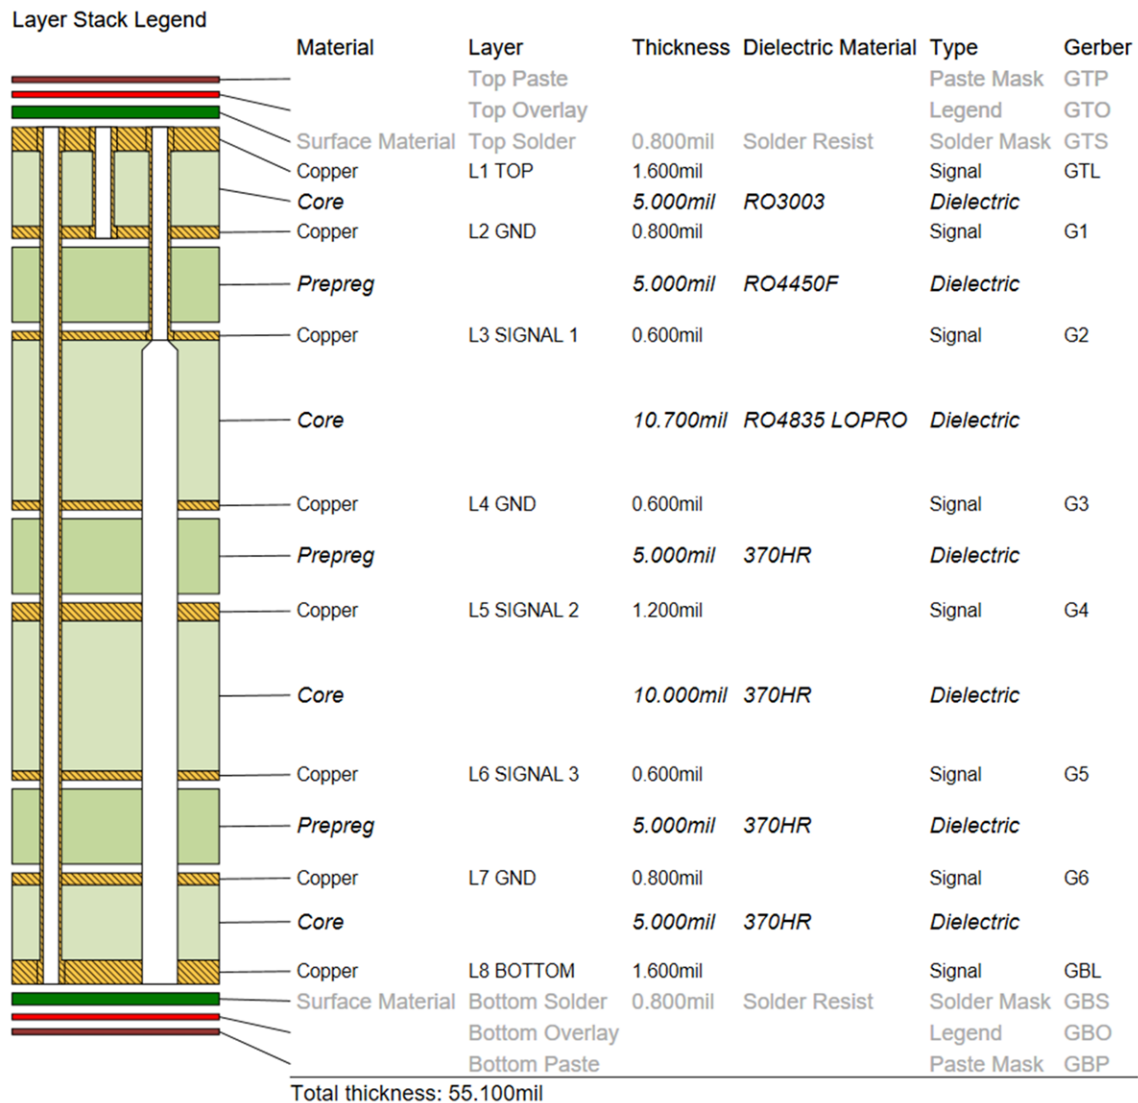 Layer Stack Legend
Material Layer Thickness Dielectric Material Type Gerber
Top Paste Paste Mask GTP
Top Overlay Legend GTO
Surface Material Top Solder 0.800mil Solder Resist Solder Mask GTS
Copper L1 TOP 1.600mil Signal GTL
Core 5.000mil RO3003 Dielectric
Copper L2 GND 0.800mil Signal G1
Prepreg 5.000mil RO4450F Dielectric
Copper L3 SIGNAL 1 0.600mil Signal G2
Core 10.700mil RO4835 LOPRO Dielectric
Copper L4 GND 0.600mil Signal G3
Prepreg 5.000mil 370HR Dielectric
Copper L5 SIGNAL 2 1.200mil Signal G4
Core 10.000mil 370HR Dielectric
Copper L6 SIGNAL 3 0.600mil Signal G5
Prepreg 5.000mil 370HR Dielectric
Copper L7 GND 0.800mil Signal G6
Core 5.000mil 370HR Dielectric
Copper L8 BOTTOM 1.600mil Signal GBL
Surface Material Bottom Solder 0.800mil Solder Resist Solder Mask GBS
Bottom Overlay Legend GBO
Bottom Paste Paste Mask GBP
Total thickness: 55.100mil